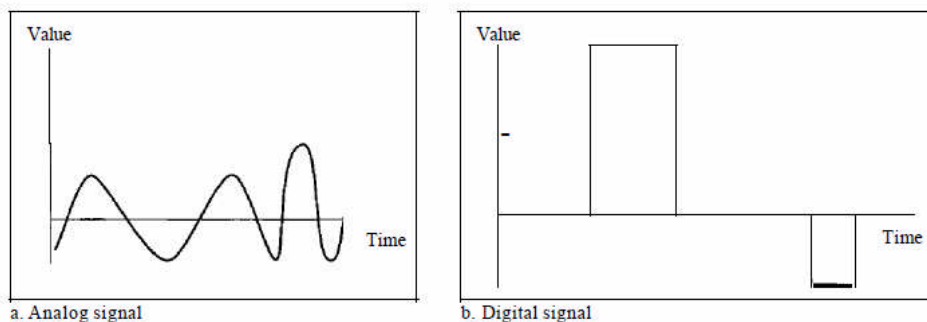 Value
Time
a. Analog signal
Value
Time
b. Digital signal